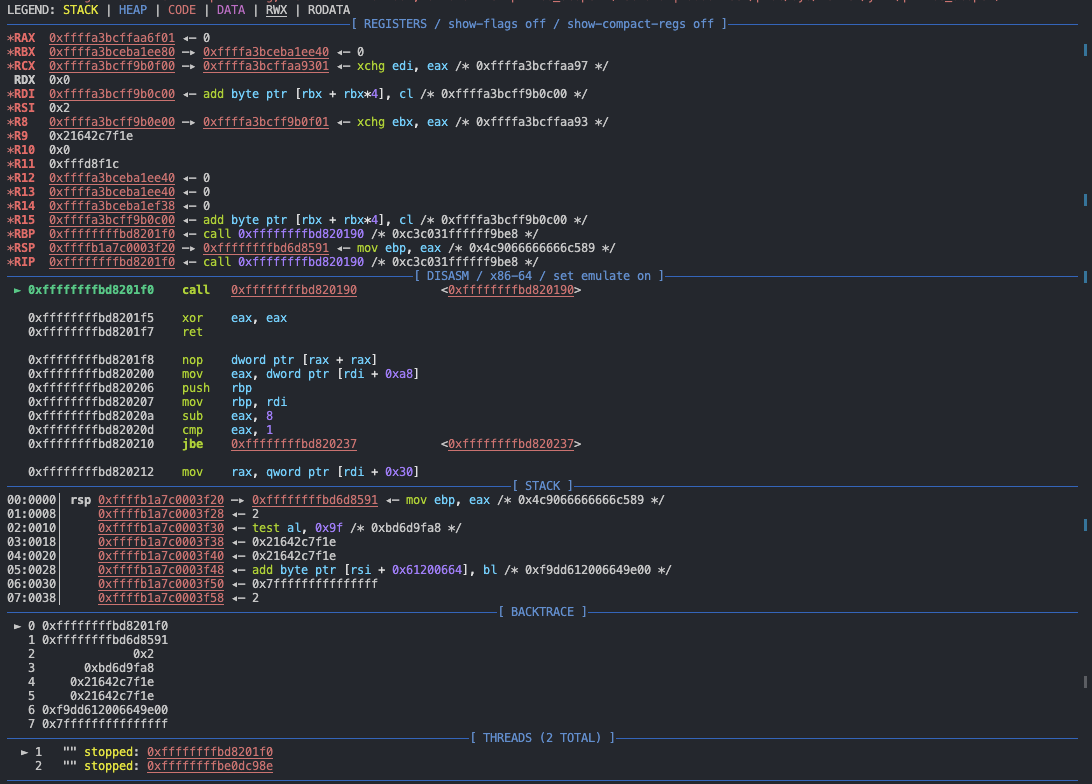 LEGEND: STACK | HEAP | CODE | DATA | RWX | RODATA
[ REGISTERS / show-flags off / show-compact-regs off ]
*RAX  0xffffa3bcffaa6f01 ◂— 0
*RBX  0xffffa3bceba1ee80 —▸ 0xffffa3bceba1ee40 ◂— 0
*RCX  0xffffa3bcff9b0f00 —▸ 0xffffa3bcffaa9301 ◂— xchg edi, eax /* 0xffffa3bcffaa97 */
RDX  0x0
*RDI  0xffffa3bcff9b0c00 ◂— add byte ptr [rbx + rbx*4], cl /* 0xffffa3bcff9b0c00 */
*RSI  0x2
*R8   0xffffa3bcff9b0e00 —▸ 0xffffa3bcff9b0f01 ◂— xchg ebx, eax /* 0xffffa3bcffaa93 */
*R9   0x21642c7f1e
*R10  0x0
*R11  0xfffd8f1c
*R12  0xffffa3bceba1ee40 ◂— 0
*R13  0xffffa3bceba1ee40 ◂— 0
*R14  0xffffa3bceba1ef38 ◂— 0
*R15  0xffffa3bcff9b0c00 ◂— add byte ptr [rbx + rbx*4], cl /* 0xffffa3bcff9b0c00 */
*RBP  0xffffffffbd8201f0 ◂— call 0xffffffffbd820190 /* 0xc3c031ffffff9be8 */
*RSP  0xffffb1a7c0003f20 —▸ 0xffffffffbd6d8591 ◂— mov ebp, eax /* 0x4c9066666666c589 */
*RIP  0xffffffffbd8201f0 ◂— call 0xffffffffbd820190 /* 0xc3c031ffffff9be8 */
[ DISASM / x86-64 / set emulate on ]
► 0xffffffffbd8201f0    call   0xffffffffbd820190            <0xffffffffbd820190>
0xffffffffbd8201f5    xor    eax, eax
0xffffffffbd8201f7    ret
0xffffffffbd8201f8    nop    dword ptr [rax + rax]
0xffffffffbd820200    mov    eax, dword ptr [rdi + 0xa8]
0xffffffffbd820206    push   rbp
0xffffffffbd820207    mov    rbp, rdi
0xffffffffbd82020a    sub    eax, 8
0xffffffffbd82020d    cmp    eax, 1
0xffffffffbd820210    jbe    0xffffffffbd820237            <0xffffffffbd820237>
0xffffffffbd820212    mov    rax, qword ptr [rdi + 0x30]
[ STACK ]
00:0000│ rsp 0xffffb1a7c0003f20 —▸ 0xffffffffbd6d8591 ◂— mov ebp, eax /* 0x4c9066666666c589 */
01:0008│     0xffffb1a7c0003f28 ◂— 2
02:0010│     0xffffb1a7c0003f30 ◂— test al, 0x9f /* 0xbd6d9fa8 */
03:0018│     0xffffb1a7c0003f38 ◂— 0x21642c7f1e
04:0020│     0xffffb1a7c0003f40 ◂— 0x21642c7f1e
05:0028│     0xffffb1a7c0003f48 ◂— add byte ptr [rsi + 0x61200664], bl /* 0xf9dd612006649e00 */
06:0030│     0xffffb1a7c0003f50 ◂— 0x7fffffffffffffff
07:0038│     0xffffb1a7c0003f58 ◂— 2
[ BACKTRACE ]
► 0 0xffffffffbd8201f0
1 0xffffffffbd6d8591
2              0x2
3       0xbd6d9fa8
4     0x21642c7f1e
5     0x21642c7f1e
6 0xf9dd612006649e00
7 0x7fffffffffffffff
[ THREADS (2 TOTAL) ]
► 1   "" stopped: 0xffffffffbd8201f0
2   "" stopped: 0xffffffffbe0dc98e